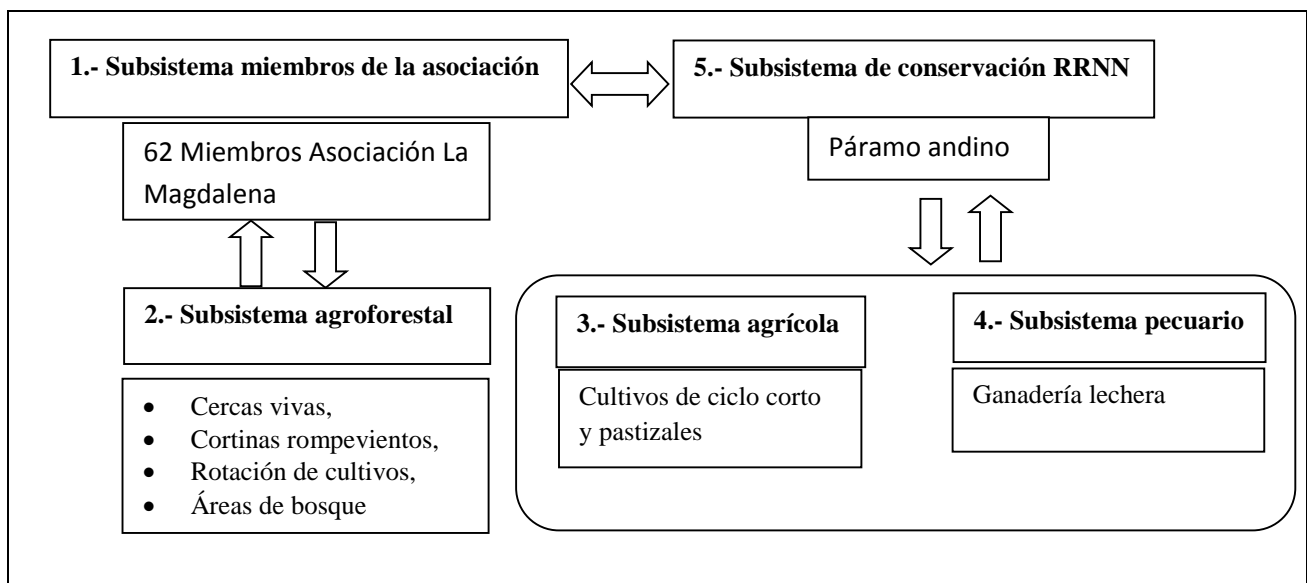 1.- Subsistema miembros de la asociación
62 Miembros Asociación La
Magdalena
5.- Subsistema de conservación RRNN
Páramo andino
2.- Subsistema agroforestal
• Cercas vivas,
• Cortinas rompevientos,
• Rotación de cultivos,
• Áreas de bosque
3.- Subsistema agrícola
Cultivos de ciclo corto
y pastizales
4.- Subsistema pecuario
Ganadería lechera